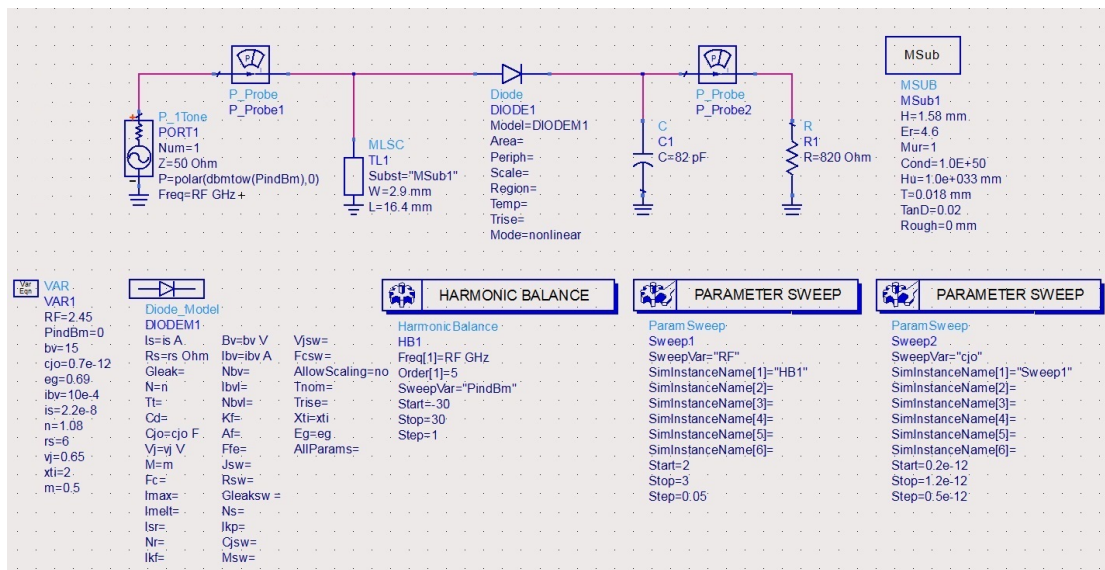 P_Probe
P_Probe1
P_1Tone
PORT1
Num=1
Z=50 Ohm
P=polar(dbmtow(PindBm),0)
Freq=RF GHz
MLSC
TL1
Subst="MSub1"
W=2.9 mm
L=16.4 mm
Diode
DIODE1
Model=DIODEM1
Area=
Periph=
Scale=
Region=
Temp=
Trise=
Mode=nonlinear
C
C1
C=82 pF
P_Probe
P_Probe2
R
R1
R=820 Ohm
MSub
MSUB
MSub1
H=1.58 mm
Er=4.6
Mur=1
Cond=1.0E+50
Hu=1.0e+033 mm
T=0.018 mm
TanD=0.02
Rough=0 mm
Var
Eqn
VAR
VAR1
RF=2.45
PindBm=0
bv=15
cjo=0.7e-12
eg=0.69
ibv=10e-4
is=2.2e-8
n=1.08
rs=6
vj=0.65
xti=2
m=0.5
Diode_Model
DIODEM1
Is=is A
Rs=rs Ohm
Gleak=
N=n
Tt=
Cd=
Cjo=cjo F
Vj=vj V
M=m
Fc=
Imax=
Imelt=
Isr=
Nr=
Ikf=
Bv=bv V
Ibv=ibv A
Nbv=
Ibvl=
Nbvl=
Kf=
Af=
Ffe=
Jsw=
Rsw=
Gleaksw =
Ns=
Ikp=
Cjsw=
Msw=
Vjsw=
Fcsw=
AllowScaling=no
Tnom=
Trise=
Xti=xti
Eg=eg
AllParams=
HARMONIC BALANCE
HarmonicBalance
HB1
Freq[1]=RF GHz
Order[1]=5
SweepVar="PindBm"
Start=-30
Stop=30
Step=1
PARAMETER SWEEP
ParamSweep
Sweep1
SweepVar="RF"
SimInstanceName[1]="HB1"
SimInstanceName[2]=
SimInstanceName[3]=
SimInstanceName[4]=
SimInstanceName[5]=
SimInstanceName[6]=
Start=2
Stop=3
Step=0.05
PARAMETER SWEEP
ParamSweep
Sweep2
SweepVar="cjo"
SimInstanceName[1]="Sweep1"
SimInstanceName[2]=
SimInstanceName[3]=
SimInstanceName[4]=
SimInstanceName[5]=
SimInstanceName[6]=
Start=0.2e-12
Stop=1.2e-12
Step=0.5e-12